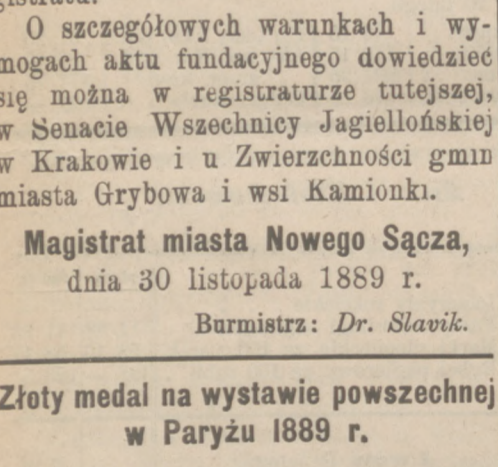 O szczegółowych warunkach i wy-
mogach aktu fundacyjnego dowiedzieć
się można w registraturze tutejszej,
w Senacie Wszechnicy Jagiellońskiej
w Krakowie i u Zwierzchności gmin
miasta Grybowa i wsi Kamionki.
Magistrat miasta Nowego Sącza,
dnia 30 listopada 1889 r.
Burmistrz: Dr. Slavik.
Złoty medal na wystawie powszechnej
w Paryżu 1889 r.